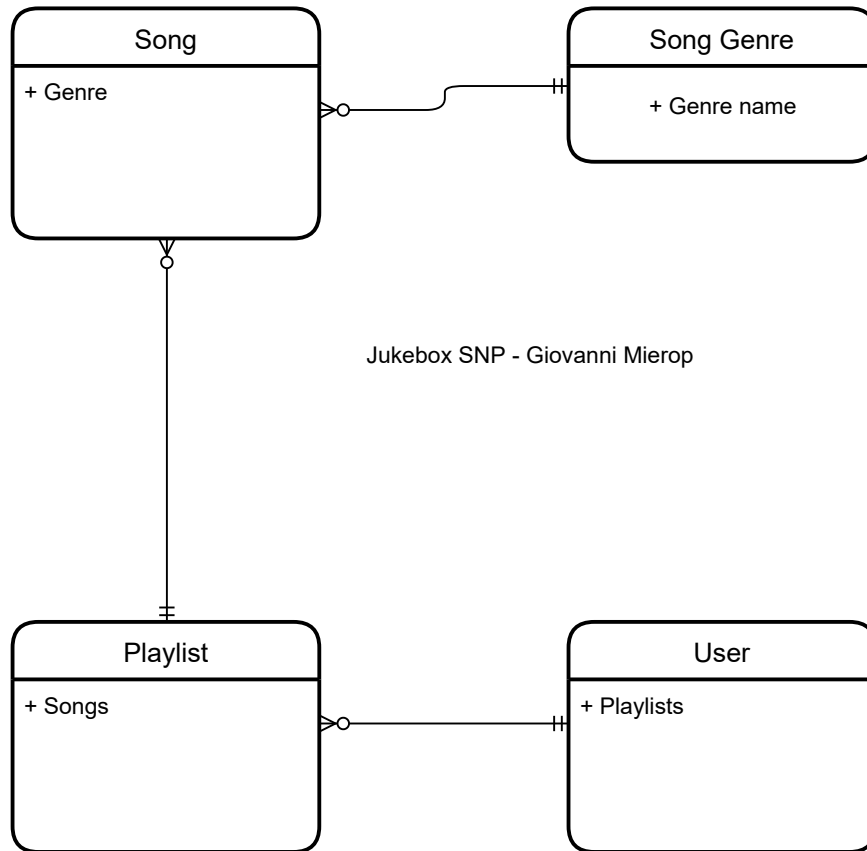 Song
+ Genre
Song Genre
+ Genre name
Jukebox SNP - Giovanni Mierop
Playlist
+ Songs
User
+ Playlists